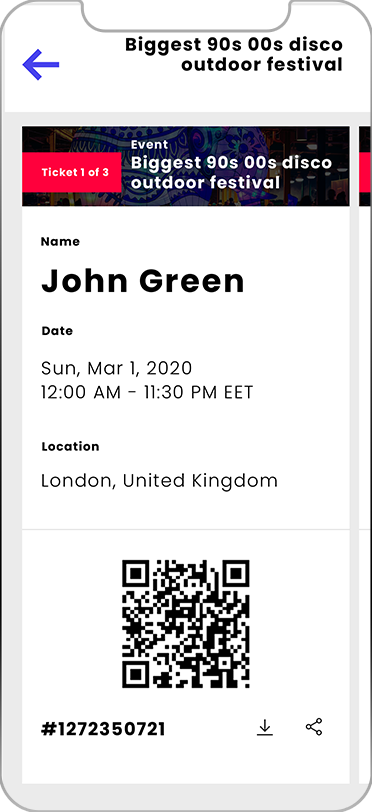 Biggest 90s 00s disco
outdoor festival
Event
Ticket 1 of 3
Biggest 90s 00s disco
outdoor festival
Name
John Green
Date
Sun, Mar 1, 2020
12:00 AM - 11:30 PM EET
Location
London, United Kingdom
#1272350721